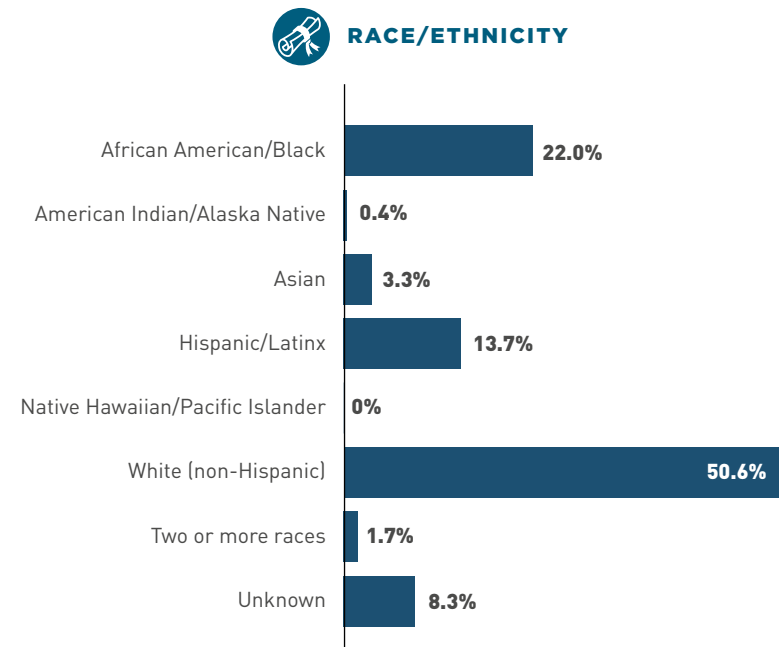 RACE/ETHNICITY
African American/Black 22.0%
American Indian/Alaska Native 0.4%
Asian 3.3%
Hispanic/Latinx 13.7%
Native Hawaiian/Pacific Islander 0%
White (non-Hispanic) 50.6%
Two or more races 1.7%
Unknown 8.3%